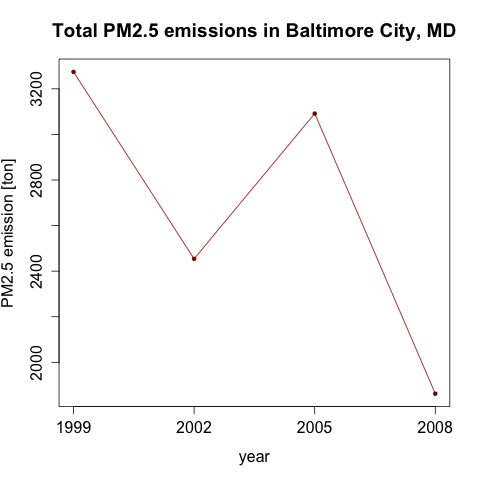 Total PM2.5 emissions in Baltimore City, MD
PM2.5 emission [ton]
3200
2800
2400
2000
1999 2002 2005 2008
year